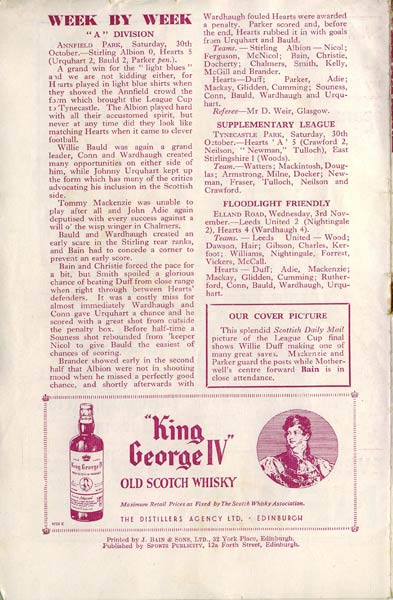 WEEK BY WEEK
"A" DIVISION
ANNFIELD PARK, Saturday, 30th
October.—Stirling Albion 0, Hearts 5
(Urquhart 2, Bauld 2, Parker pen.).
A grand win for the "light blues"
and we are not kidding either, for
Hearts played in light blue shirts when
they showed the Annfield crowd the
form which brought the League Cup
to Tynecastle. The Albion played hard
with all their accustomed spirit, but
never at any time did they look like
matching Hearts when it came to clever
football.
Willie Bauld was again a grand
leader, Conn and Wardhaugh created
many opportunities on either side of
him, while Johnny Urquhart kept up
the form which has many of the critics
advocating his inclusion in the Scottish
side.
Tommy Mackenzie was unable to
play after all and John Adie again
deputised with every success against a
will o' the wisp winger in Chalmers.
Bauld and Wardhaugh created an
early scare in the Stirling rear ranks,
and Bain had to concede a corner to
prevent an early score.
Bain and Christie forced the pace for
a bit, but Smith spoiled a glorious
chance of beating Duff from close range
when right through between Hearts'
defenders. It was a costly miss for
almost immediately Wardhaugh and
Conn gave Urquhart a chance and he
scored with a great shot from outside
the penalty box. Before half-time a
Souness shot rebounded from 'keeper
Nicol to give Bauld the easiest of
chances of scoring.
Brander showed early in the second
half that Albion were not in shooting
mood when he missed a perfectly good
chance, and shortly afterwards with
Wardhaugh fouled Hearts were awarded
a penalty. Parker scored and, before
the end, Hearts rubbed it in with goals
from Urquhart and Bauld.
Teams. — Stirling Albion — Nicol;
Ferguson, McNicol; Bain, Christie,
Docherty; Chalmers, Smith, Kelly,
McGill and Brander.
Hearts—Duff; Parker, Adie;
Mackay, Glidden, Cumming; Souness,
Conn, Bauld, Wardhaugh and Urqu-
hart.
Referee—Mr D. Weir, Glasgow.
SUPPLEMENTARY LEAGUE
TYNECASTLE PARK, Saturday, 30th
October.—Hearts 'A' 5 (Crawford 2,
Neilson, "Newman," Tulloch), East
Stirlingshire 1 (Woods).
Team.—Watters; Mackintosh, Doug-
las; Armstrong, Milne, Docker; New-
man, Fraser, Tulloch, Neilson and
Crawford.
FLOODLIGHT FRIENDLY
ELLAND ROAD, Wednesday, 3rd Nov-
ember.—Leeds United 2 (Nightingale
2), Hearts 4 (Wardhaugh 4).
Teams. — Leeds United — Wood;
Dawson, Hair; Gibson, Charles, Ker-
foot; Williams, Nightingale, Forrest,
Vickers, McCall.
Hearts — Duff; Adie, Mackenzie;
Mackay, Glidden, Cumming; Ruther-
ford, Conn, Bauld, Wardhaugh, Urqu-
hart.
OUR COVER PICTURE
This splendid Scottish Daily Mail
picture of the League Cup final
shows Willie Duff making one of
many great saves. Mackenzie and
Parker guard the posts while Mother-
well's centre forward Bain is in
close attendance.
King George IV
"King
George IV"
OLD SCOTCH WHISKY
Maximum Retail Prices as Fixed by The Scotch Whisky Association.
THE DISTILLERS AGENCY LTD. · EDINBURGH
Printed by J. BAIN & SONS, LTD., 32 York Place, Edinburgh.
Published by SPORTS PUBLICITY, 12a Forth Street, Edinburgh.